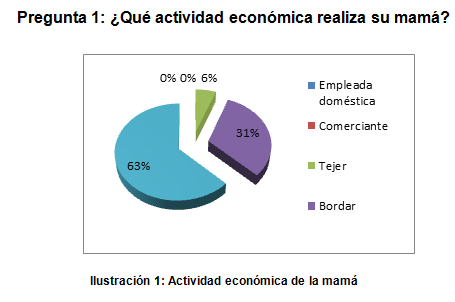 Pregunta 1: ¿Qué actividad económica realiza su mamá?
0% 0% 6%
31%
63%
Empleada
doméstica
Comerciante
Tejer
Bordar
Ilustración 1: Actividad económica de la mamá